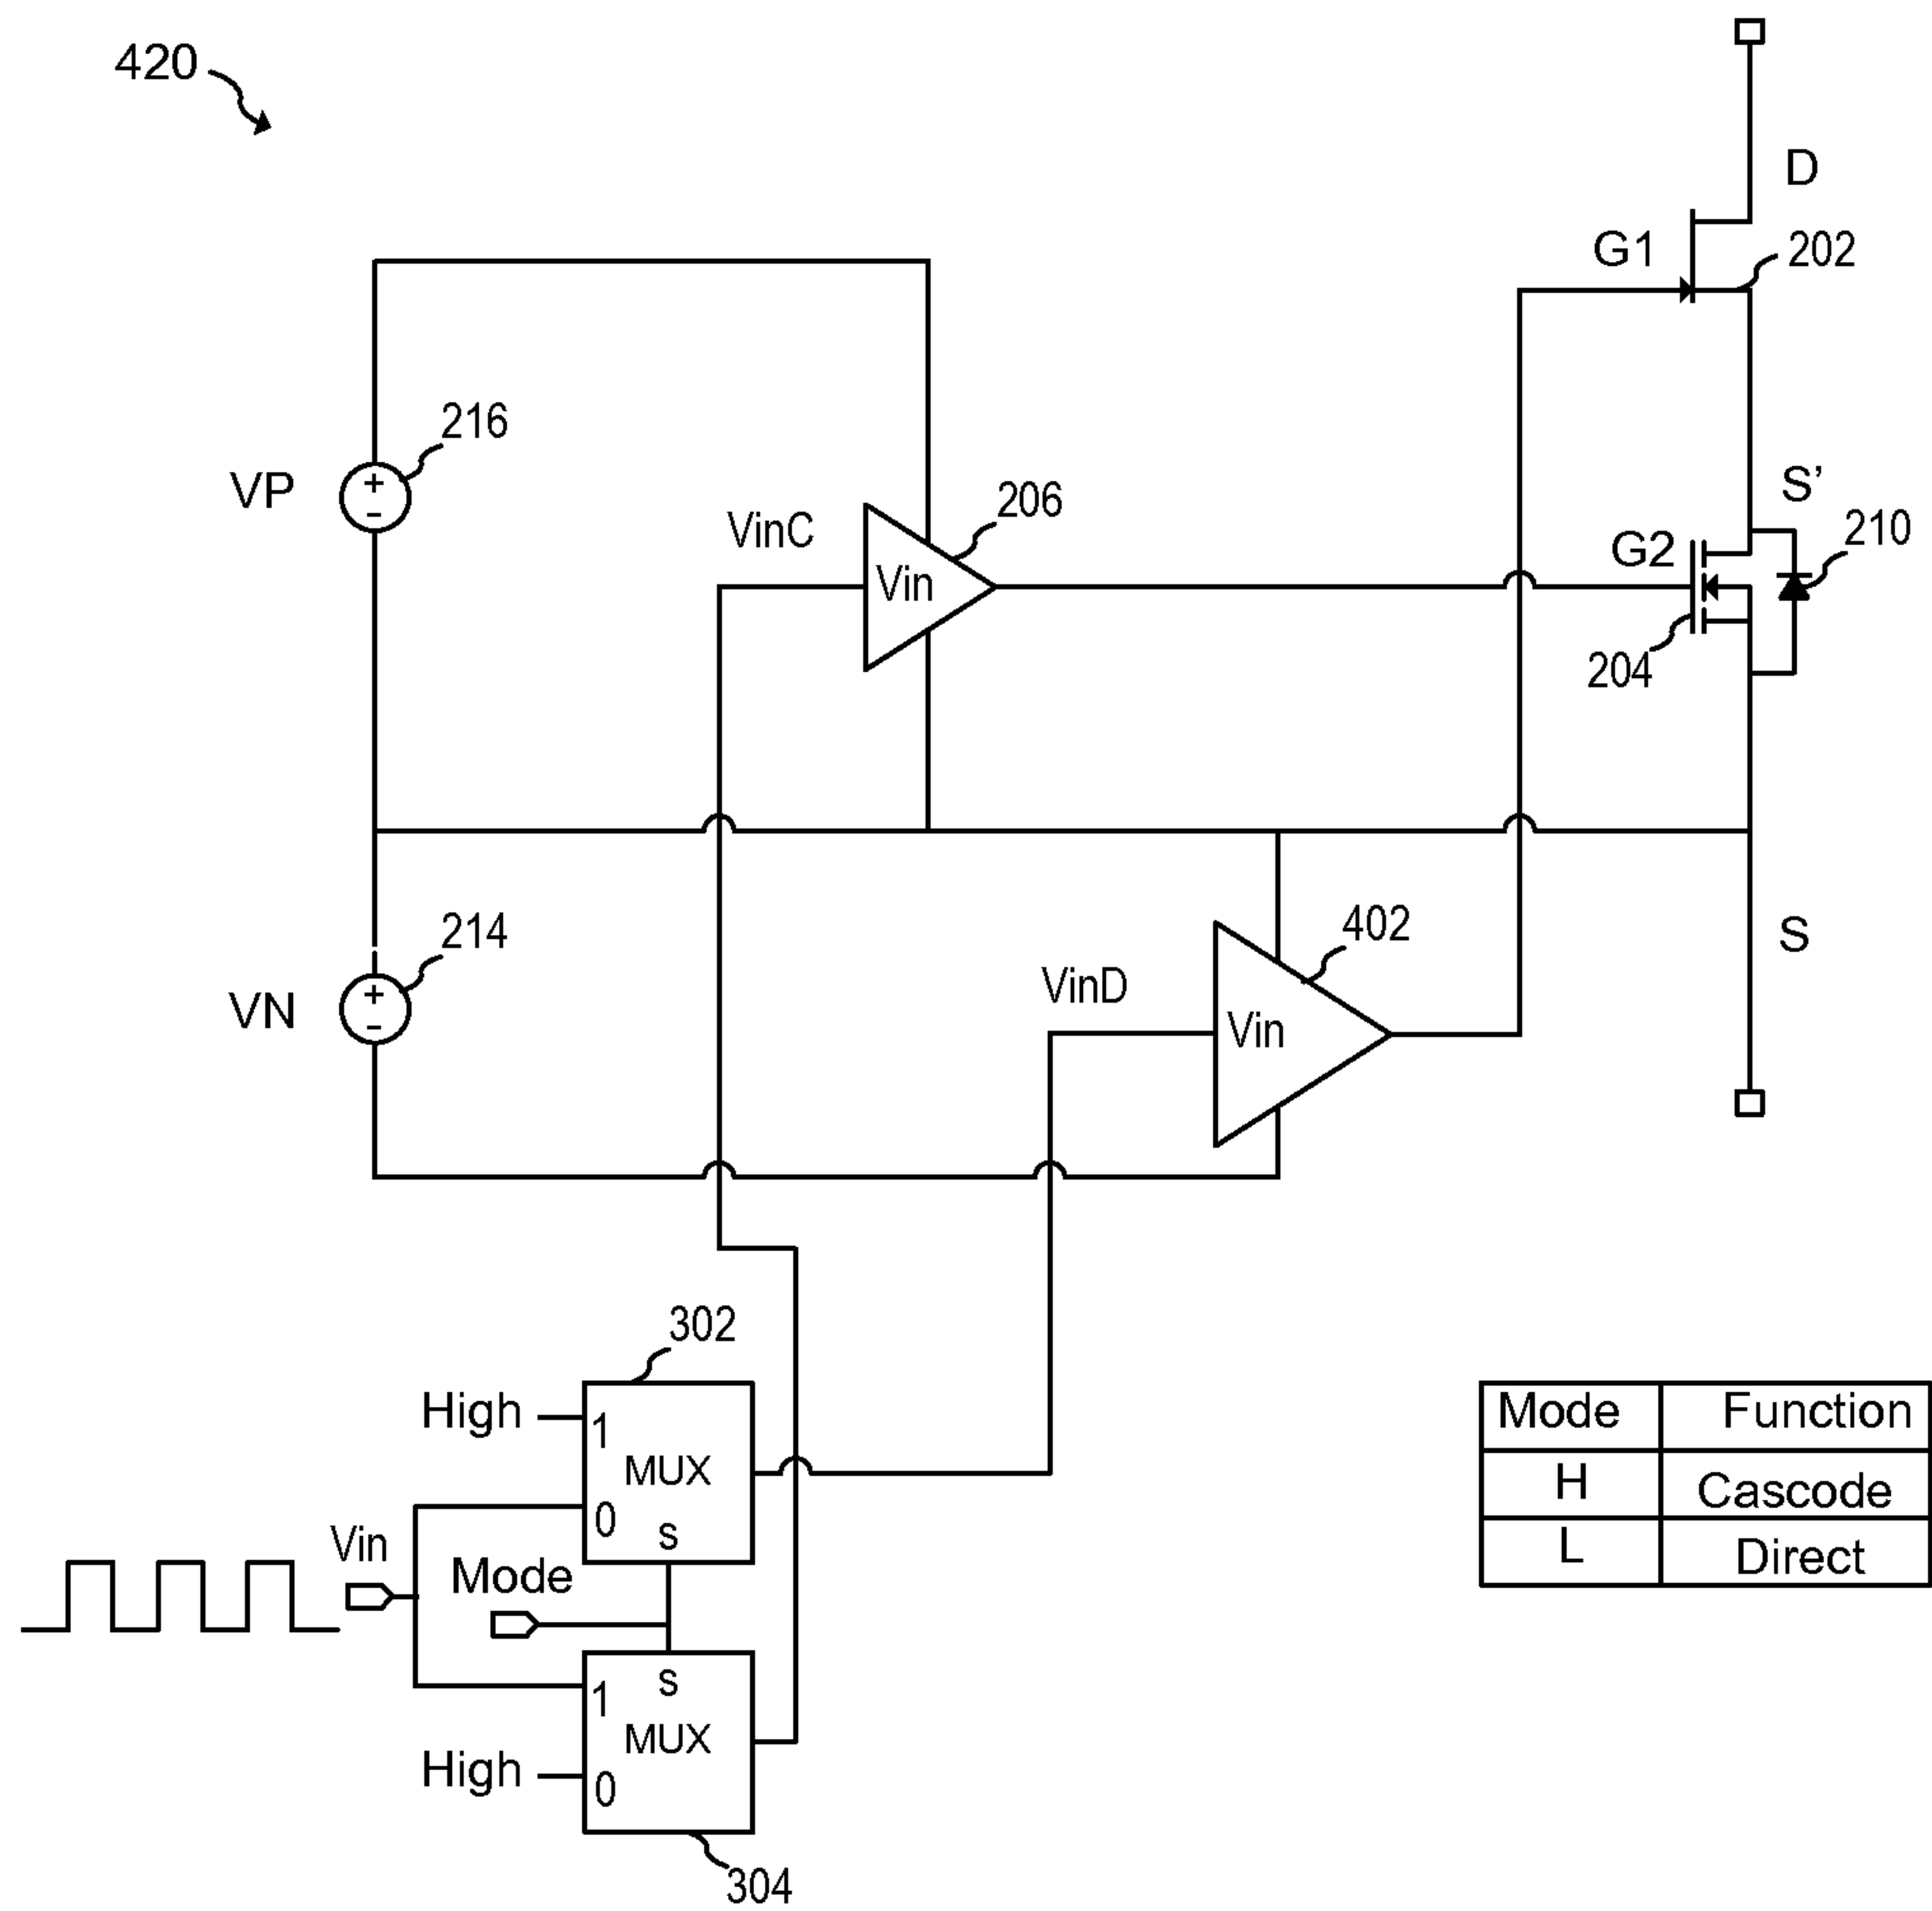 420
D
G1
202
216
VP
S’
206
VinC
210
G2
Vin
204
214
402
S
VinD
VN
Vin
302
High
1
MUX
0
s
Vin
Mode
s
1
MUX
High
0
304
Mode Function
H Cascode
L Direct
+
-
+
-